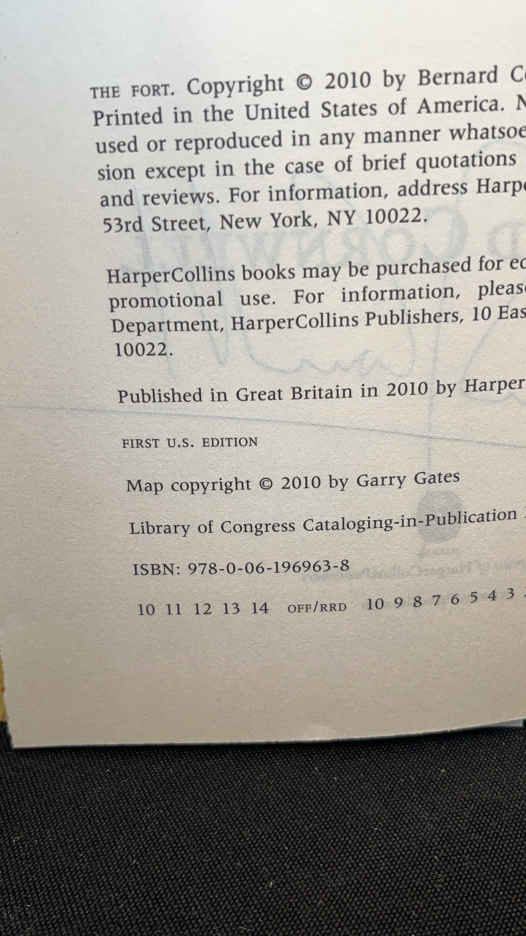 THE FORT. Copyright © 2010 by Bernard
Printed in the United States of America.
used or reproduced in any manner
sion except in the case of brief quotations
and reviews. For information, address
53rd Street, New York, NY 10022.
HarperCollins books may be purchased for
promotional use. For information,
Department, HarperCollins Publishers, 10
10022.
Published in Great Britain in 2010 by Harper
FIRST U.S. EDITION
Map copyright © 2010 by Garry Gates
Library of Congress Cataloging-in-Publication
ISBN: 978-0-06-196963-8
10 11 12 13 14 OFF/RRD 10 9 8 7 6 5 4 3